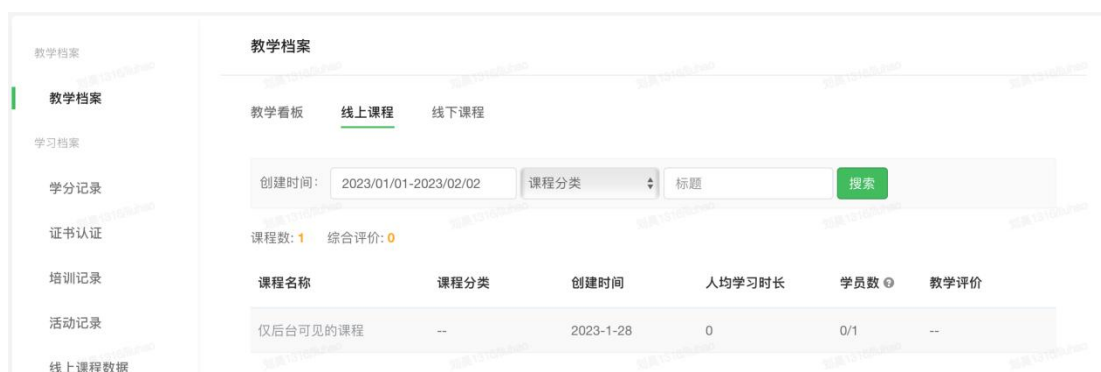 教学档案
教学档案
教学档案
学习档案
学分记录
证书认证
培训记录
活动记录
线上课程数据
教学看板 线上课程 线下课程
创建时间: 2023/01/01-2023/02/02 课程分类 标题 搜索
课程数: 1 综合评价: 0
课程名称 课程分类 创建时间 人均学习时长 学员数 教学评价
仅后台可见的课程 -- 2023-1-28 0 0/1 --